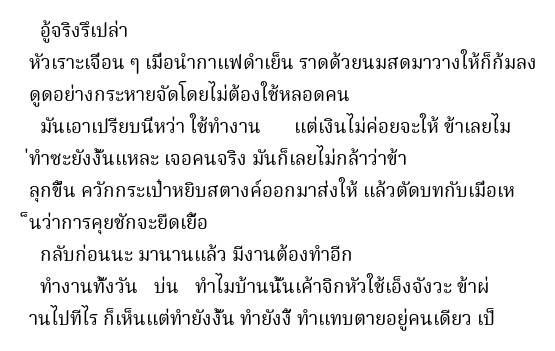 อู้จริงรึเปล่า
หัวเราะเจือน ๆ เมื่อนำกาแฟดำเย็น ราดด้วยนมสดมาวางให้ก็ก้มลง
ดูดอย่างกระหายจัดโดยไม่ต้องใช้หลอดคน
มันเอาเปรียบนี่หว่า ใช้ทำงาน แต่เงินไม่ค่อยจะให้ ข้าเลยไม
่ทำซะยังงั้นแหละ เจอคนจริง มันก็เลยไม่กล้าว่าข้า
ลุกขึ้น ควักกระเป๋าหยิบสตางค์ออกมาส่งให้ แล้วตัดบทกับเมื่อเห
็นว่าการคุยชักจะยืดเยื้อ
กลับก่อนนะ มานานแล้ว มีงานต้องทำอีก
ทำงานทั้งวัน บ่น ทำไมบ้านนั้นเค้าจิกหัวใช้เอ็งจังวะ ข้าผ่
านไปทีไร ก็เห็นแต่ทำยังงั้น ทำยังงี้ ทำแทบตายอยู่คนเดียว เป็